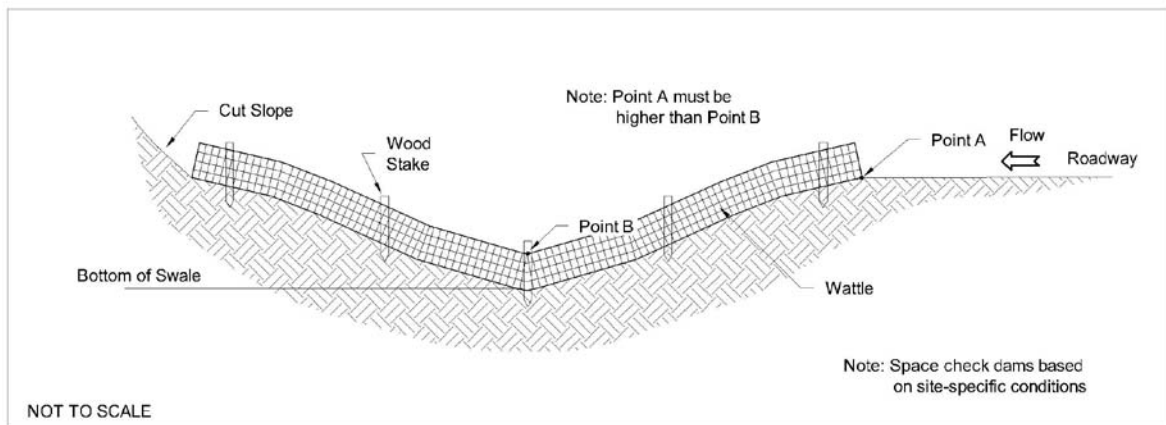 Cut Slope
Note: Point A must be
higher than Point B
Wood
Stake
Point A
Flow
Roadway
Point B
Bottom of Swale
Wattle
Note: Space check dams based
on site-specific conditions
NOT TO SCALE